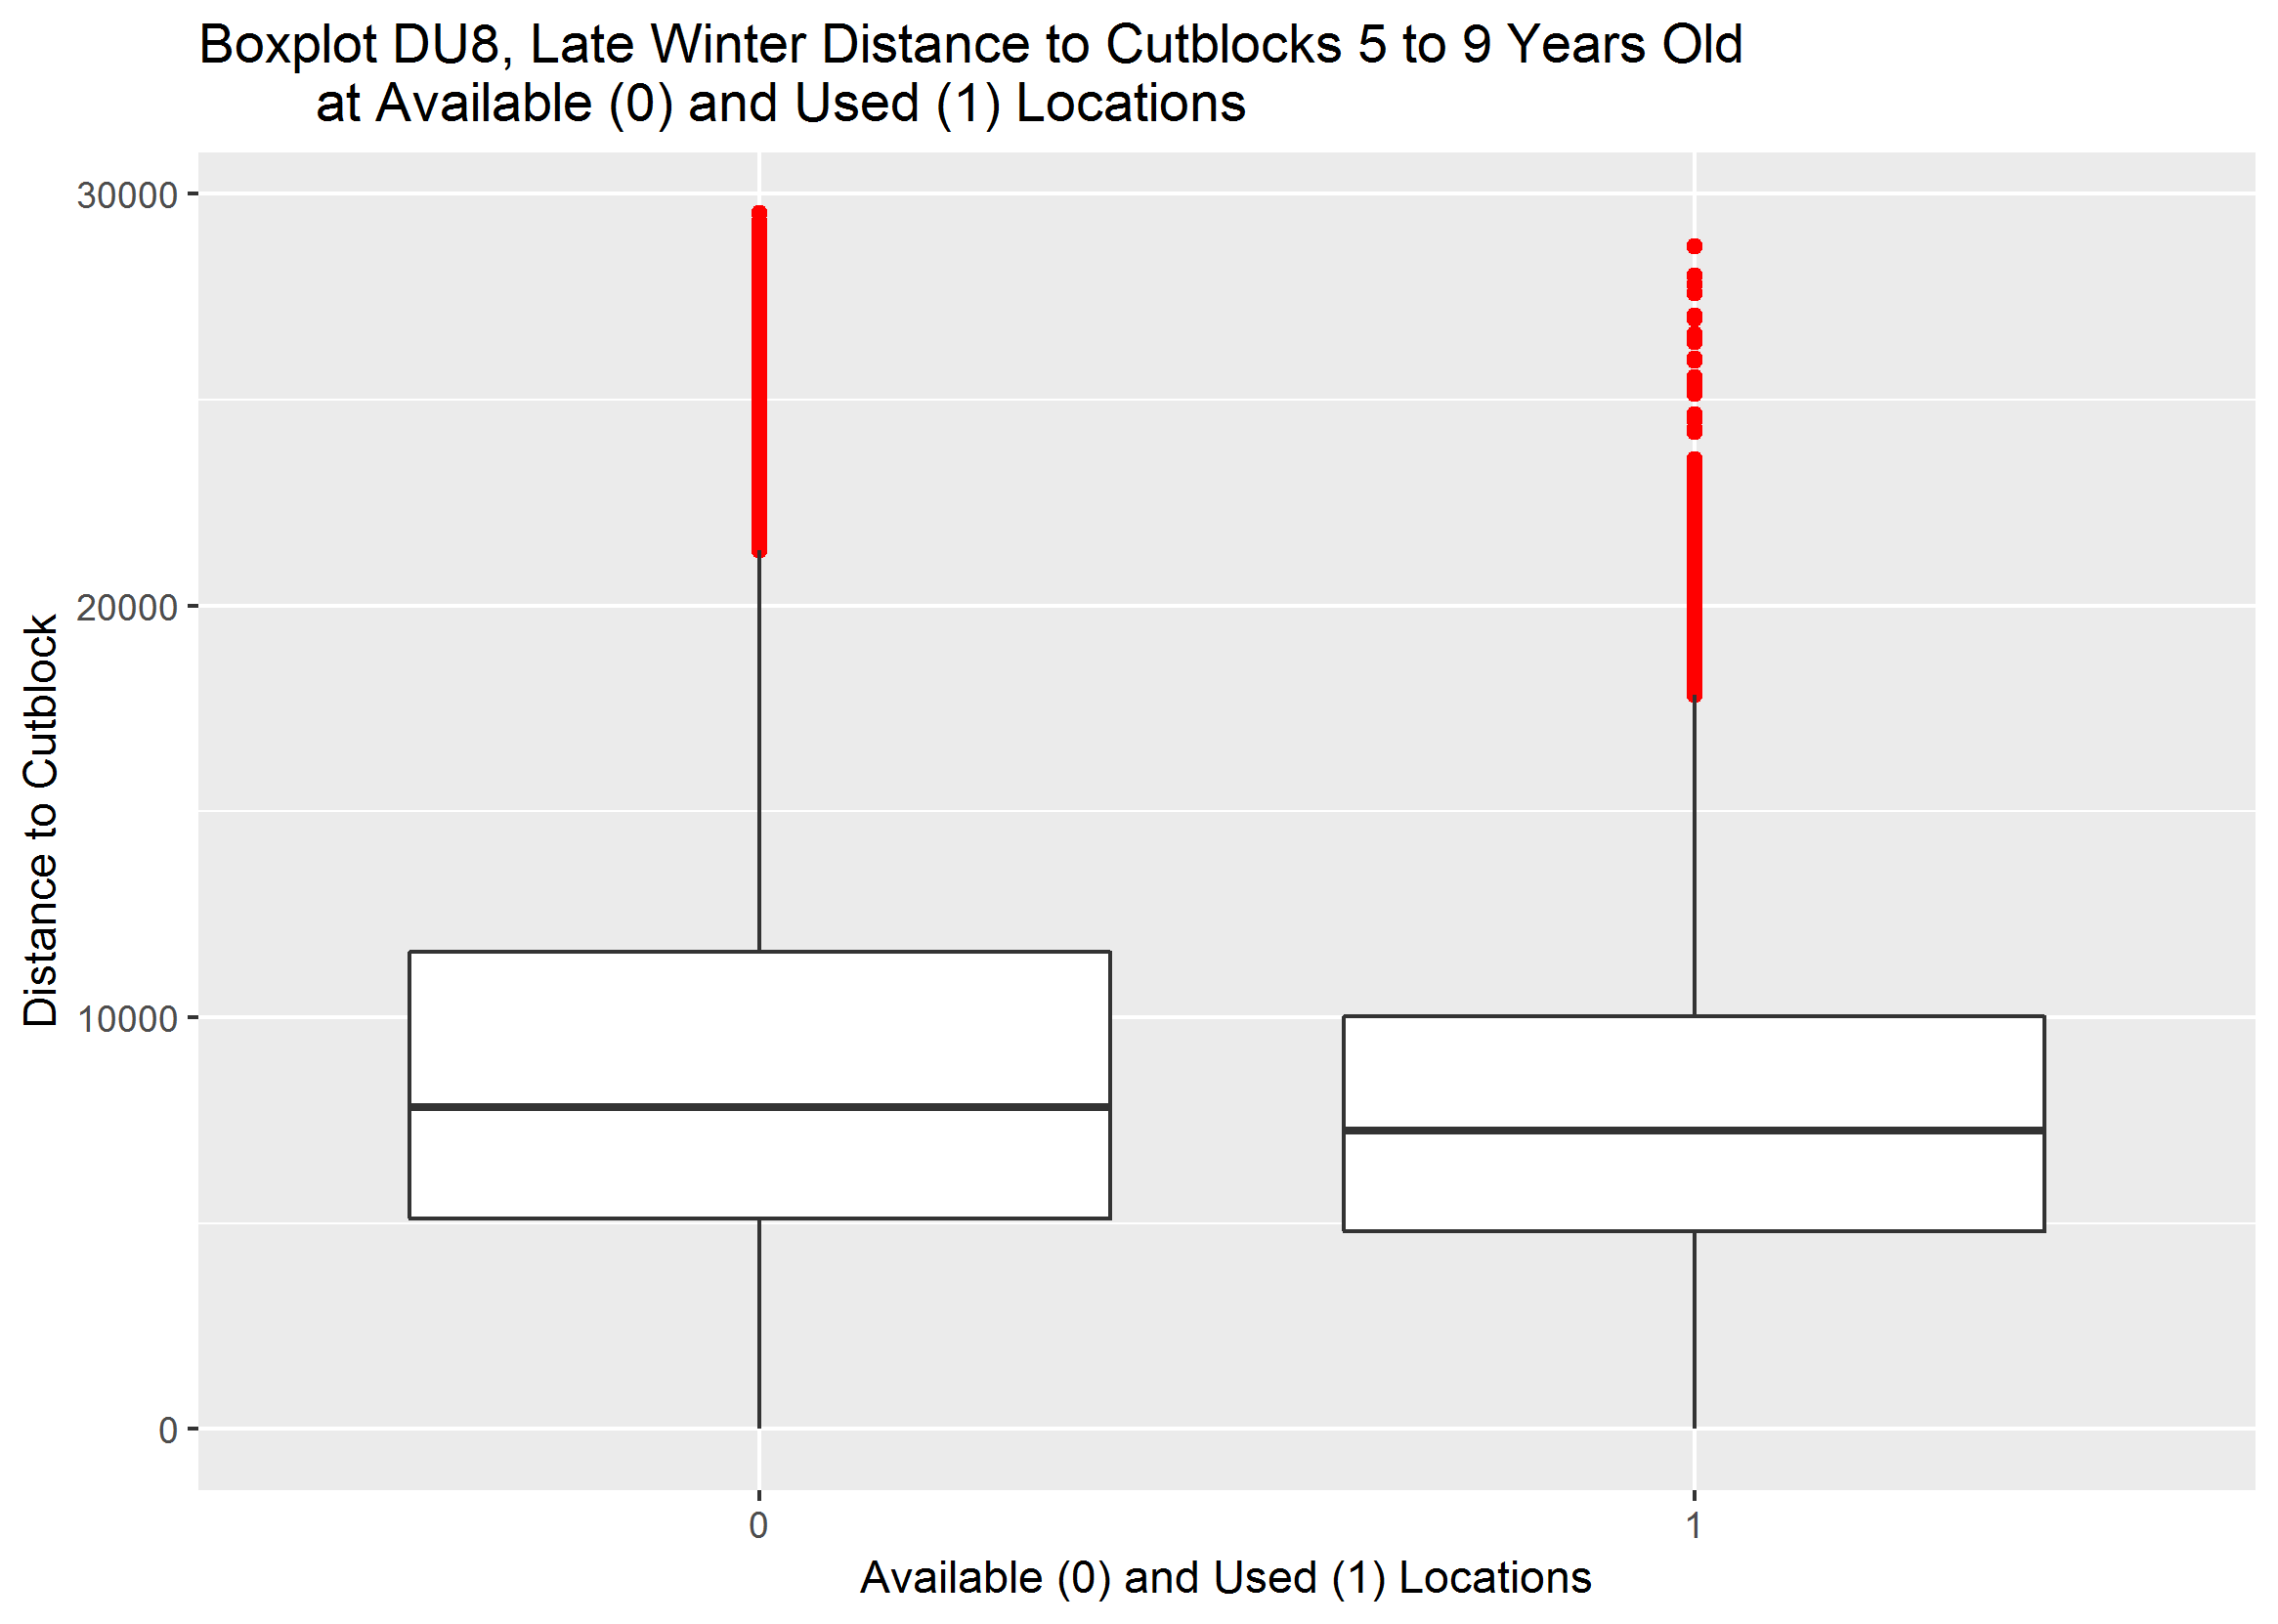 Boxplot DU8, Late Winter Distance to Cutblocks 5 to 9 Years Old
at Available (0) and Used (1) Locations
Distance to Cutblock
30000
20000
10000
0
0
1
Available (0) and Used (1) Locations